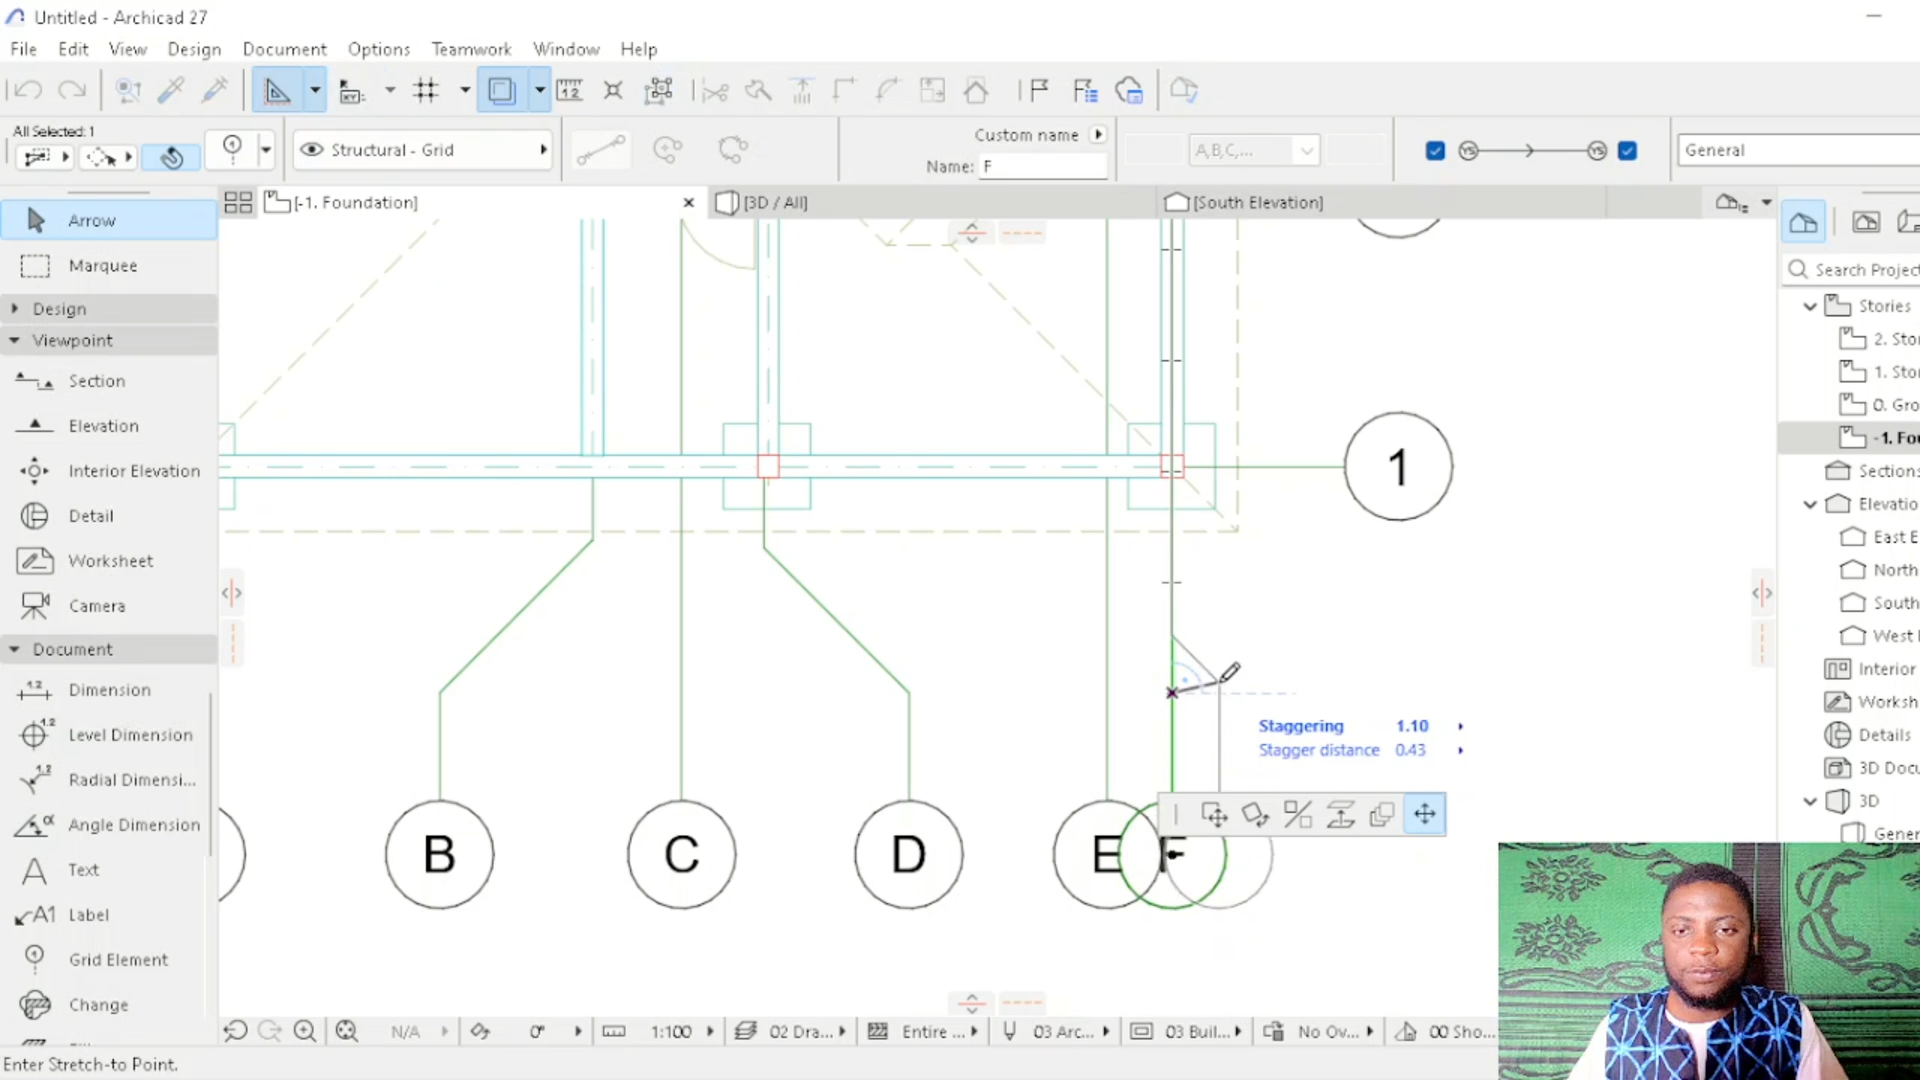 Untitled - Archicad 27
File Edit View Design Document Options Teamwork Window Help
All Selected: 1
Structural - Grid
Custom name
Name: F
A,B,C,...
General
[-1. Foundation]
[3D / All]
[South Elevation]
Arrow
Marquee
Design
Viewpoint
Section
Elevation
Interior Elevation
Detail
Worksheet
Camera
Document
Dimension
Level Dimension
Radial Dimensi...
Angle Dimension
Text
Label
Grid Element
Change
1
Staggering 1.10
Stagger distance 0.43
B C D E F
Search Project
Stories
2. Sto
1. Sto
0. Gro
-1. Fou
Sections
Elevatio
East E
North
South
West
Interior
Worksh
Details
3D Docu
3D
Gener
N/A 0° 1:100 02 Dra... Entire ... 03 Arc... 03 Buil... No Ov... 00 Sho...
Enter Stretch-to Point.